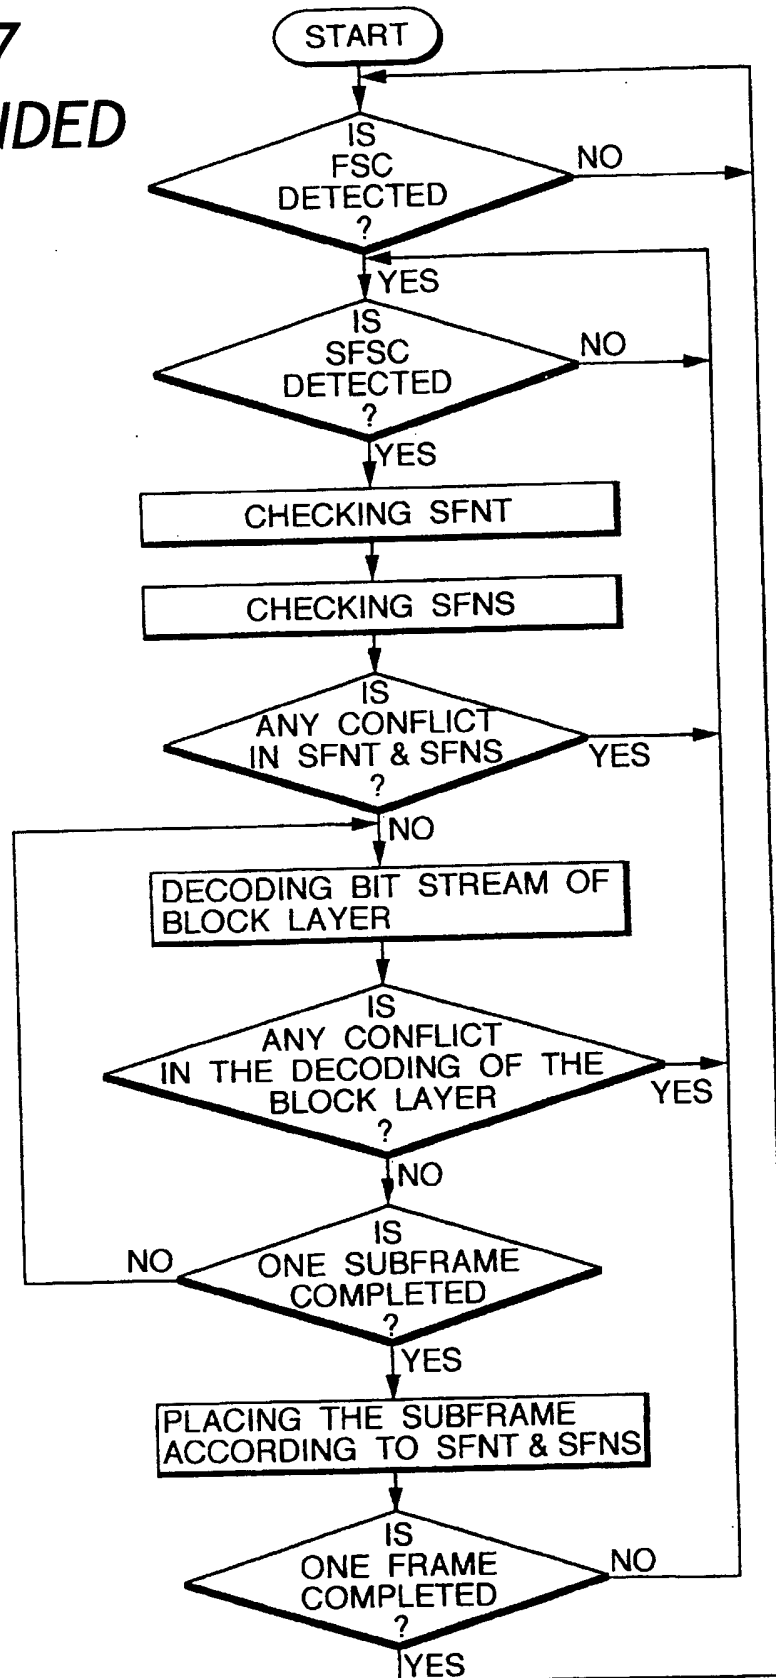 7
NDED
START
IS
FSC
DETECTED
?
NO
YES
IS
SFSC
DETECTED
?
NO
YES
CHECKING SFNT
CHECKING SFNS
IS
ANY CONFLICT
IN SFNT & SFNS
?
YES
NO
DECODING BIT STREAM OF
BLOCK LAYER
IS
ANY CONFLICT
IN THE DECODING OF THE
BLOCK LAYER
?
YES
NO
IS
ONE SUBFRAME
COMPLETED
?
NO
YES
PLACING THE SUBFRAME
ACCORDING TO SFNT & SFNS
IS
ONE FRAME
COMPLETED
?
NO
YES